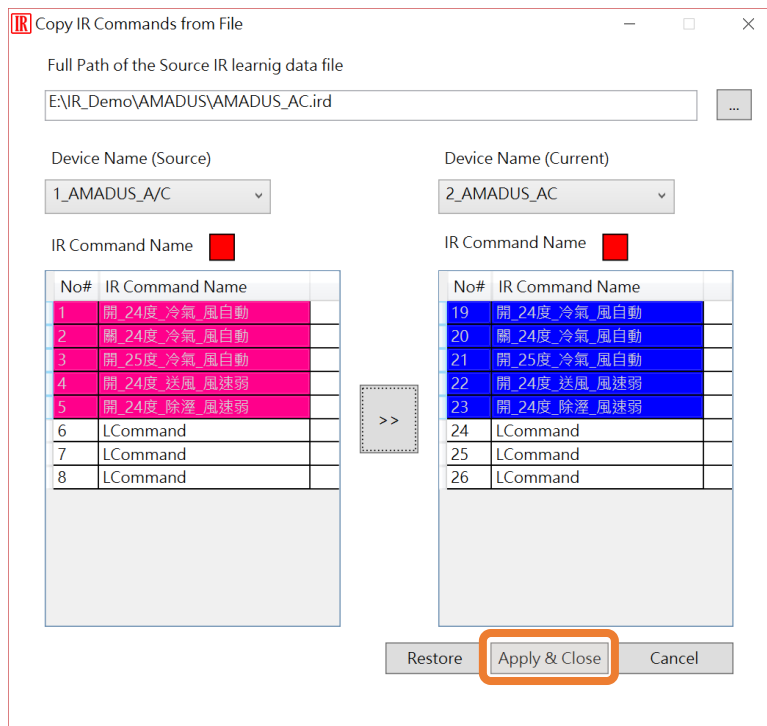 IR Copy IR Commands from File
Full Path of the Source IR learnig data file
E:\IR_Demo\AMADUS\AMADUS_AC.ird
...
Device Name (Source)
1_AMADUS_A/C
IR Command Name
No# IR Command Name
1 開_24度_冷氣_風自動
2 關_24度_冷氣_風自動
3 開_25度_冷氣_風自動
4 開_24度_送風_風速弱
5 開_24度_除溼_風速弱
6 LCommand
7 LCommand
8 LCommand
>>
Device Name (Current)
2_AMADUS_AC
IR Command Name
No# IR Command Name
19 開_24度_冷氣_風自動
20 關_24度_冷氣_風自動
21 開_25度_冷氣_風自動
22 開_24度_送風_風速弱
23 開_24度_除溼_風速弱
24 LCommand
25 LCommand
26 LCommand
Restore Apply & Close Cancel